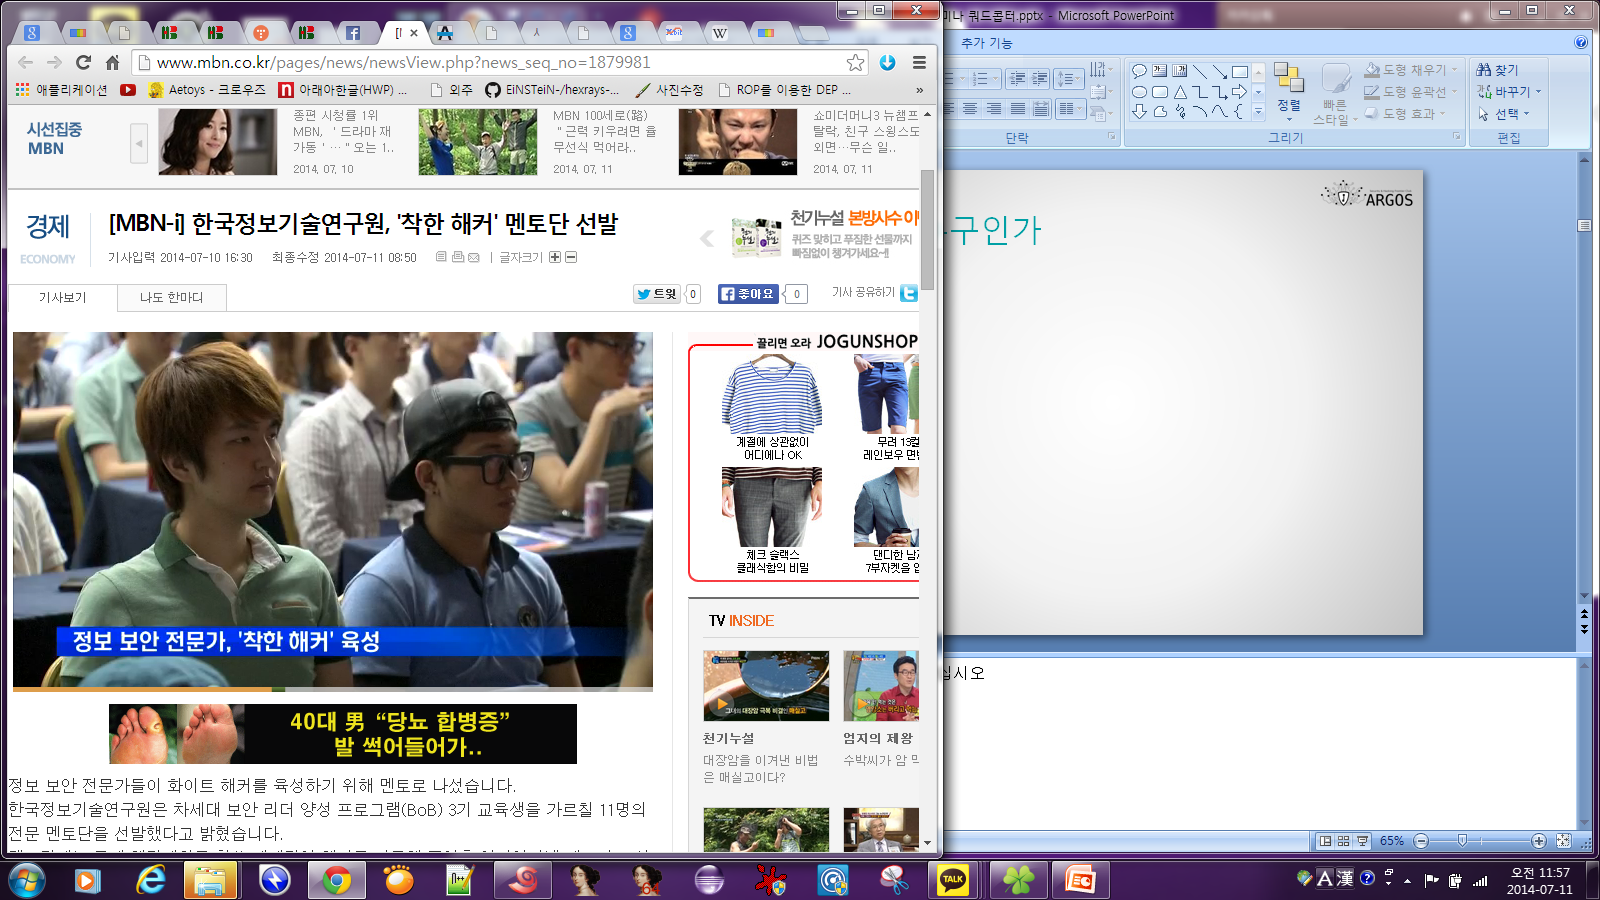 미나 쿼드콥터.pptx - Microsoft PowerPoint
www.mbn.co.kr/pages/news/newsView.php?news_seq_no=1879981
애플리케이션
Aetoys - 크로우즈
아래아한글(HWP) ...
외주
EiNSTeiN-/hexrays-...
사진수정
ROP를 이용한 DEP ...
»
추가 기능
도형 채우기
도형 윤곽선
도형 효과
정렬
빠른
스타일
찾기
바꾸기
선택
단락
그리기
편집
시선집중
MBN
종편 시청률 1위
MBN, '드라마 재
가동'…"오는 1..
2014, 07, 10
MBN 100세로(路)
"근력 키우려면 율
무선식 먹어라..
2014, 07, 11
쇼미더머니3 뉴챔프
탈락, 친구 스윙스도
외면…무슨 일..
2014, 07, 11
경제
ECONOMY
[MBN-i] 한국정보기술연구원, '착한 해커' 멘토단 선발
기사입력 2014-07-10 16:30 최종수정 2014-07-11 08:50
글자크기
천기누설 본방사수 이
퀴즈 맞히고 푸짐한 선물까지
빠짐없이 챙겨가세요~!!
기사보기
나도 한마디
트윗 0
좋아요 0
기사 공유하기
정보 보안 전문가, '착한 해커' 육성
끌리면 오라 JOGUNSHOP
계절에 상관없이
어디에나 OK
무려 13컬
레인보우 면반
체크 슬랙스
클래식함의 비밀
댄디한 남자
7부자켓을 입
TV INSIDE
그대의 대장암 극복 비결인 매실고
천기누설
대장암을 이겨낸 비법
은 매실고이다?
엄지의 제왕
수박씨가 암 막
40대 男 “당뇨 합병증”
발 썩어들어가..
정보 보안 전문가들이 화이트 해커를 육성하기 위해 멘토로 나섰습니다.
한국정보기술연구원은 차세대 보안 리더 양성 프로그램(BoB) 3기 교육생을 가르칠 11명의
전문 멘토단을 선발했다고 밝혔습니다.
ARGOS
구인가
십시오
65%
TALK
A 漢
오전 11:57
2014-07-11